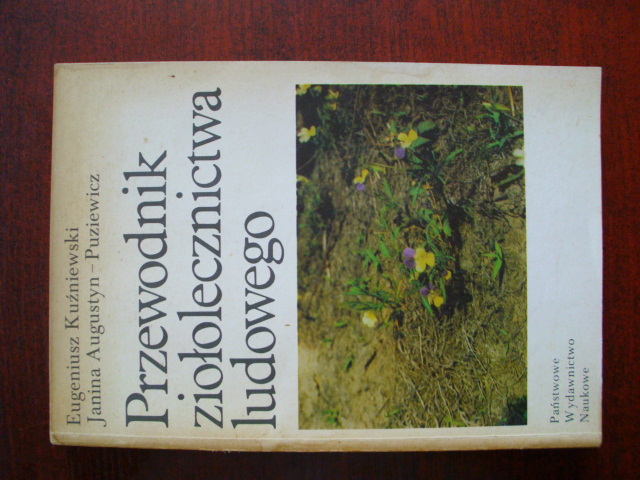 Eugeniusz Kuźniewski
Janina Augustyn – Puziewicz
Przewodnik
ziołolecznictwa
ludowego
Państwowe
Wydawnictwo
Naukowe